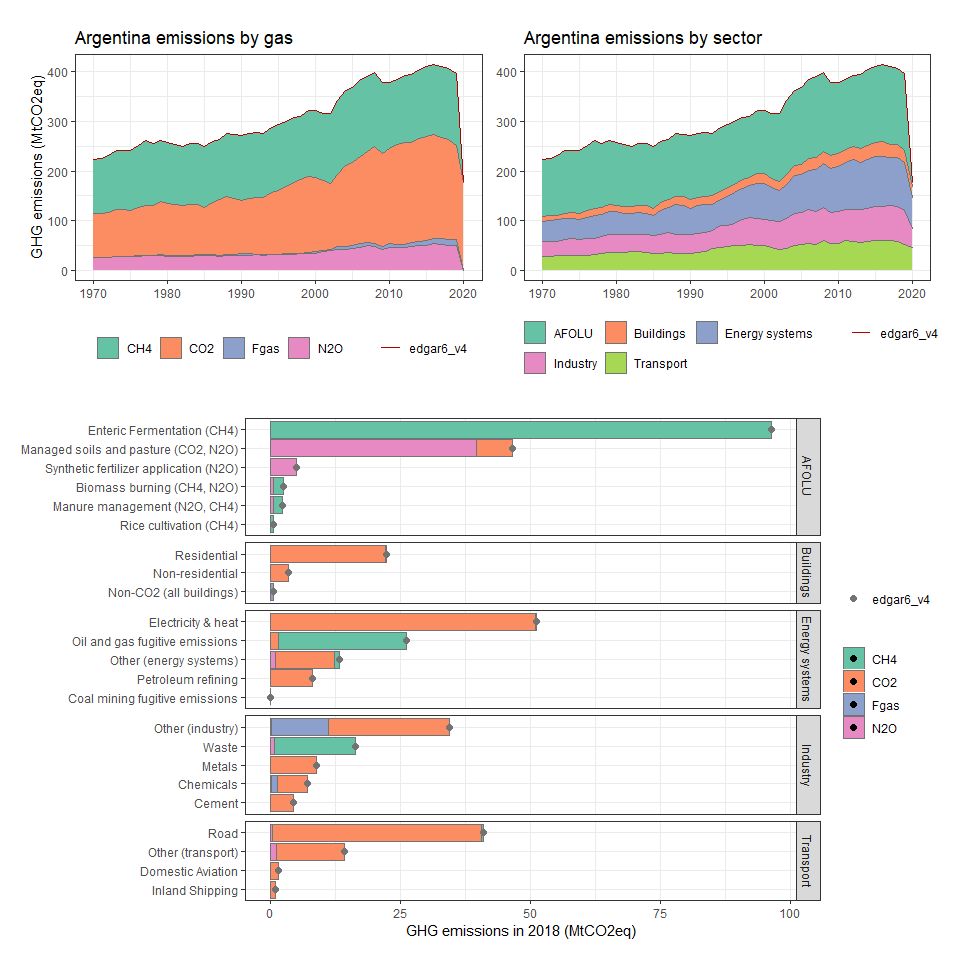 Argentina emissions by gas
GHG emissions (MtCO2eq)
400
300
200
100
0
1970 1980 1990 2000 2010 2020
CH4 CO2 Fgas N2O edgar6_v4
Argentina emissions by sector
400
300
200
100
0
1970 1980 1990 2000 2010 2020
AFOLU Buildings Energy systems edgar6_v4
Industry Transport
Enteric Fermentation (CH4)
Managed soils and pasture (CO2, N2O)
Synthetic fertilizer application (N2O)
Biomass burning (CH4, N2O)
Manure management (N2O, CH4)
Rice cultivation (CH4)
AFOLU
Residential
Non-residential
Non-CO2 (all buildings)
Buildings
Electricity & heat
Oil and gas fugitive emissions
Other (energy systems)
Petroleum refining
Coal mining fugitive emissions
Energy systems
Other (industry)
Waste
Metals
Chemicals
Cement
Industry
Road
Other (transport)
Domestic Aviation
Inland Shipping
Transport
0 25 50 75 100
GHG emissions in 2018 (MtCO2eq)
edgar6_v4
CH4
CO2
Fgas
N2O